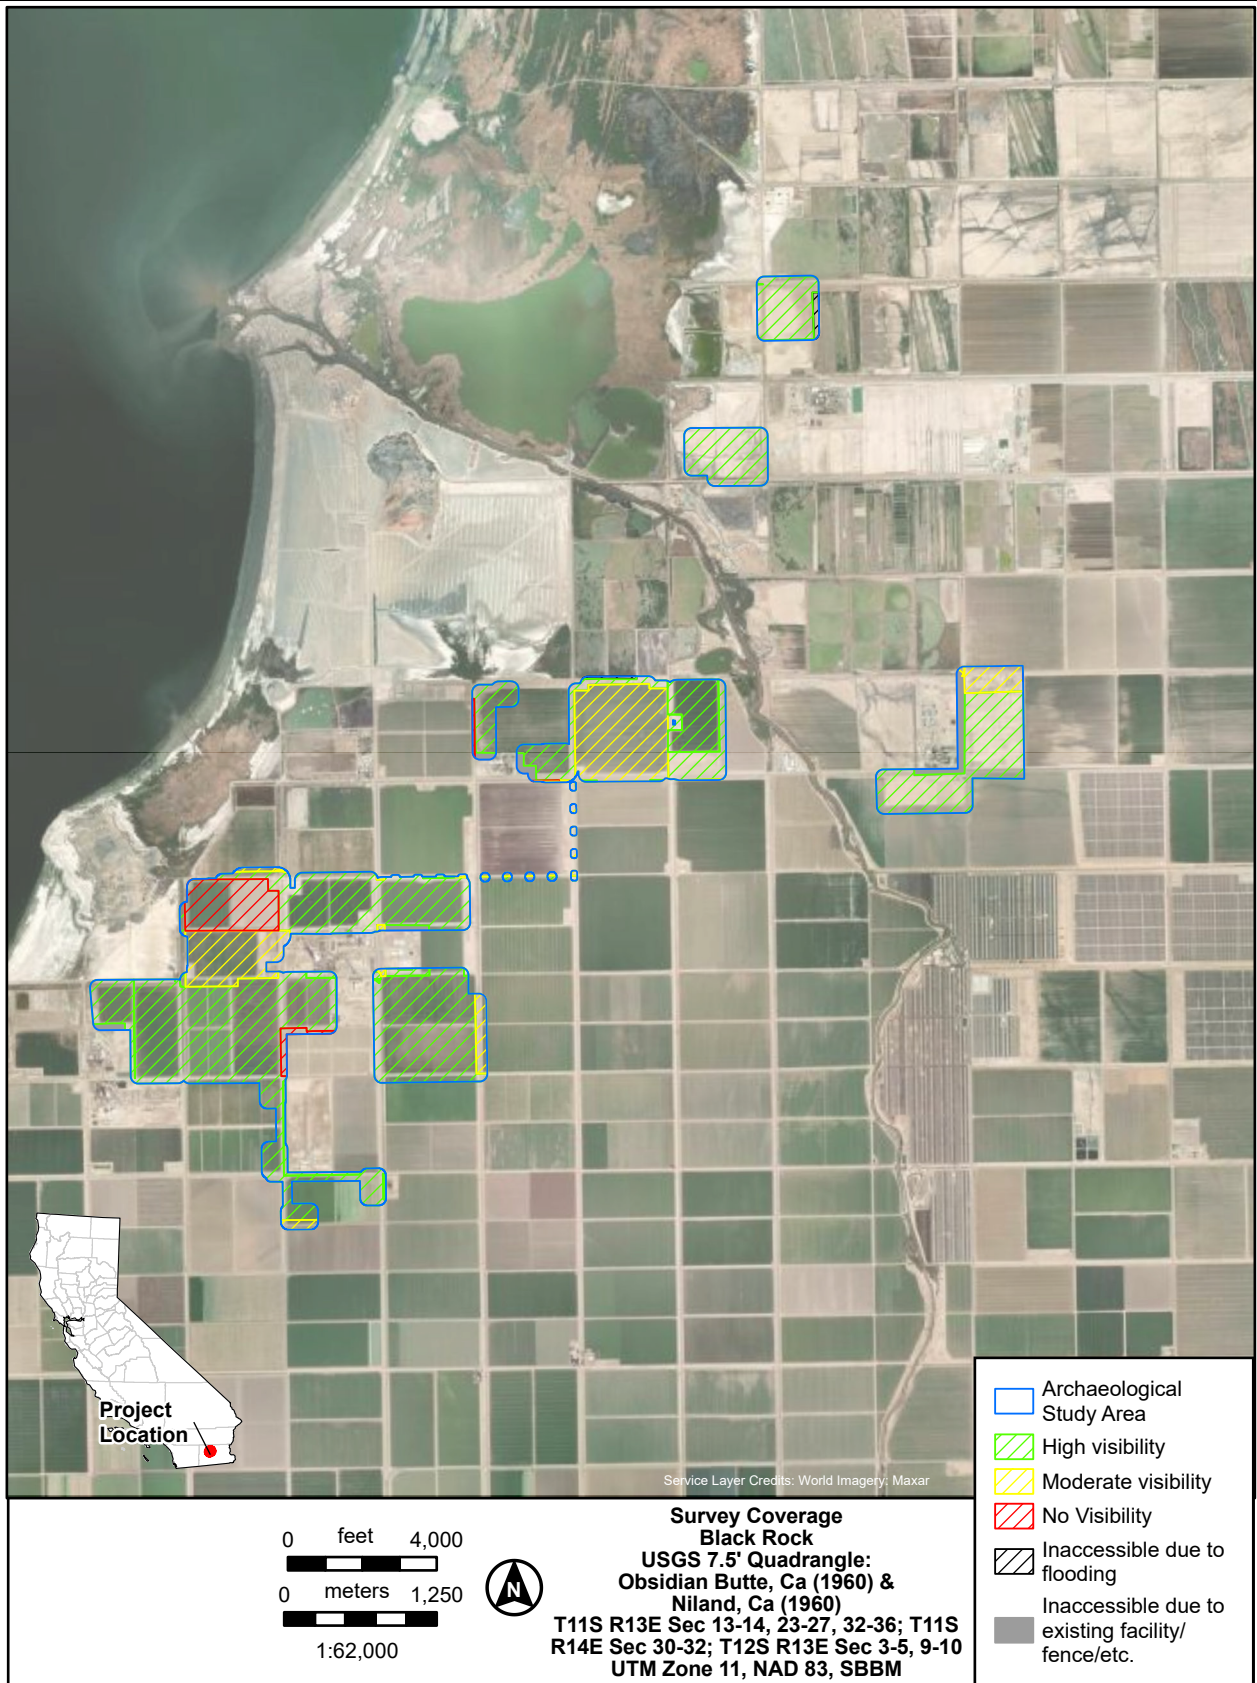 Project
Location
Service Layer Credits: World Imagery: Maxar
Archaeological
Study Area
High visibility
Moderate visibility
No Visibility
Inaccessible due to
flooding
Inaccessible due to
existing facility/
fence/etc.
0 feet 4,000
0 meters 1,250
1:62,000
N
Survey Coverage
Black Rock
USGS 7.5' Quadrangle:
Obsidian Butte, Ca (1960) &
Niland, Ca (1960)
T11S R13E Sec 13-14, 23-27, 32-36; T11S
R14E Sec 30-32; T12S R13E Sec 3-5, 9-10
UTM Zone 11, NAD 83, SBBM